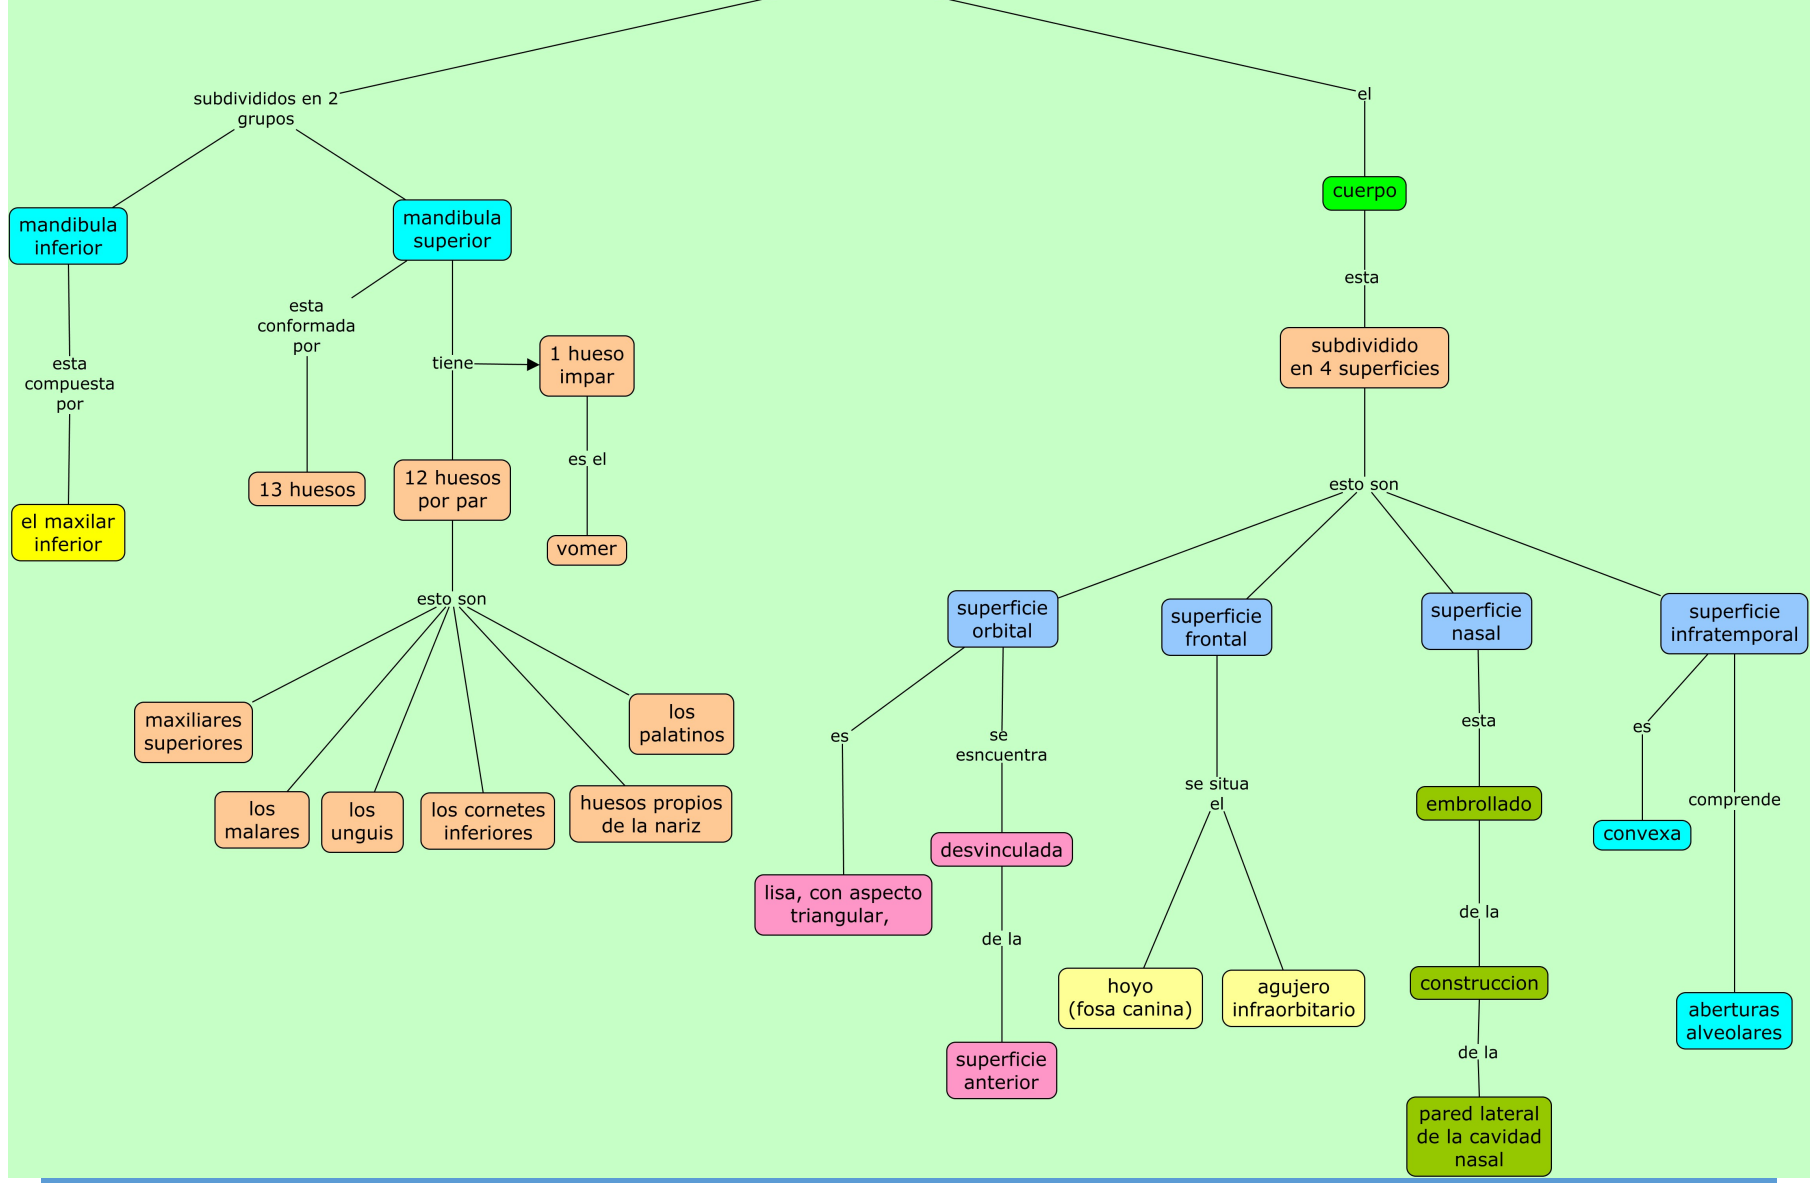 subdivididos en 2
grupos
mandibula
inferior
esta
compuesta
por
el maxilar
inferior
mandibula
superior
esta
conformada
por
13 huesos
tiene
1 hueso
impar
es el
vomer
12 huesos
por par
esto son
maxiliares
superiores
los
malares
los
unguis
los cornetes
inferiores
huesos propios
de la nariz
los
palatinos
el
cuerpo
esta
subdividido
en 4 superficies
esto son
superficie
orbital
es
lisa, con aspecto
triangular,
se
esncuentra
desvinculada
de la
superficie
anterior
superficie
frontal
se situa
el
hoyo
(fosa canina)
agujero
infraorbitario
superficie
nasal
esta
embrollado
de la
construccion
de la
pared lateral
de la cavidad
nasal
superficie
infratemporal
es
convexa
comprende
aberturas
alveolares